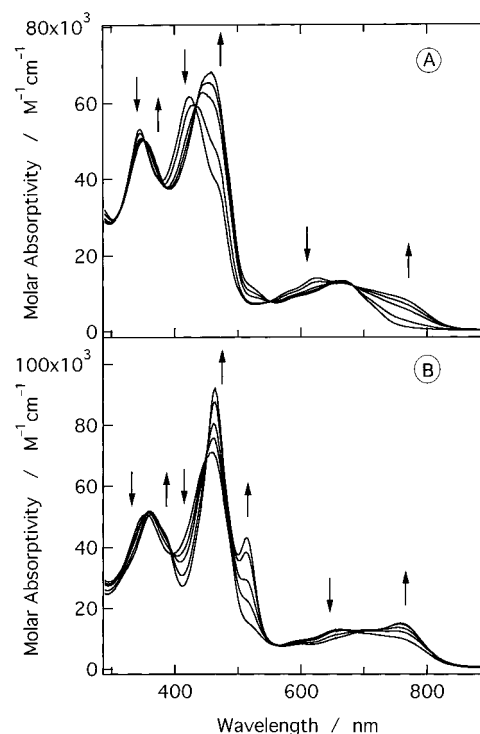 80x10³
60
40
20
0
Molar Absorptivity / M⁻¹cm⁻¹
A
100x10³
80
60
40
20
0
Molar Absorptivity / M⁻¹cm⁻¹
B
400 600 800
Wavelength / nm